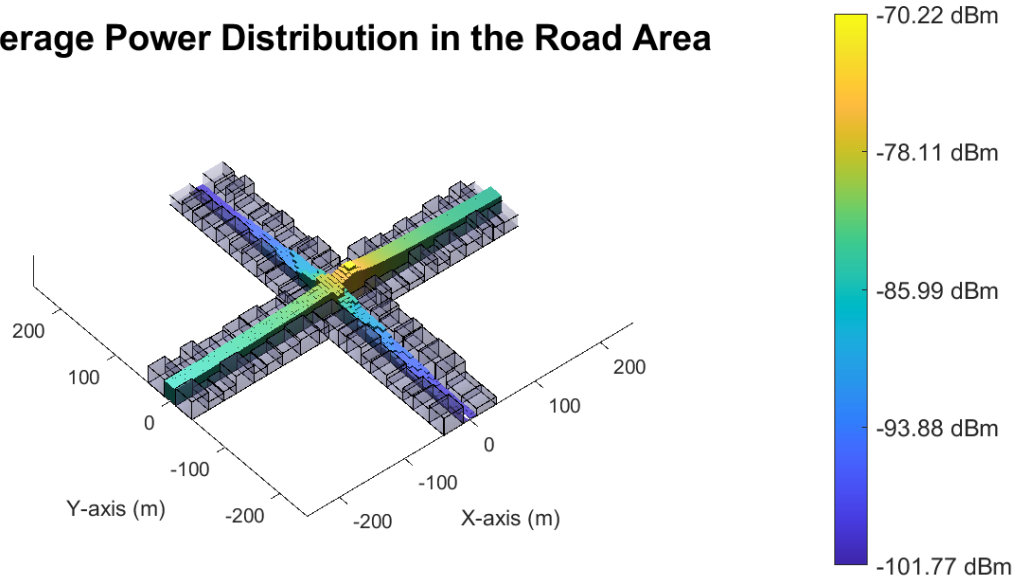 erage Power Distribution in the Road Area
-70.22 dBm
-78.11 dBm
-85.99 dBm
-93.88 dBm
-101.77 dBm
200
100
0
-100
-200
Y-axis (m)
200
100
0
-100
-200
X-axis (m)